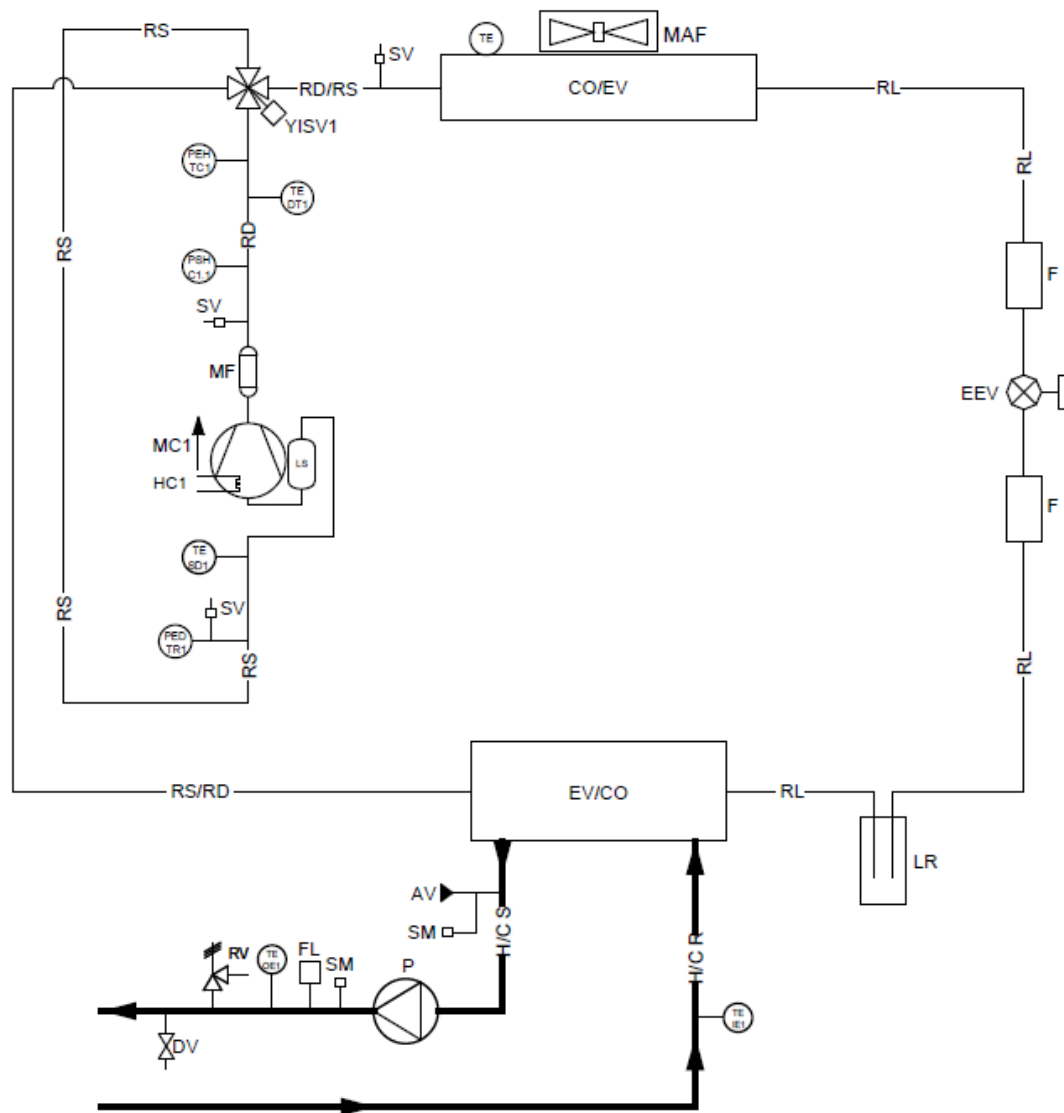 RS
TE
MAF
SV
RD/RS
CO/EV
RL
YISV1
PEH
TC1
RL
TE
DT1
RS
RD
PSH
C1.1
F
SV
MF
EEV
MC1
LS
HC1
F
TE
SD1
RS
SV
PED
TR1
RS
RL
RS/RD
EV/CO
RL
LR
AV
SM
H/C S
H/C R
RV
TE
OE1
FL
SM
P
TE
IE1
DV